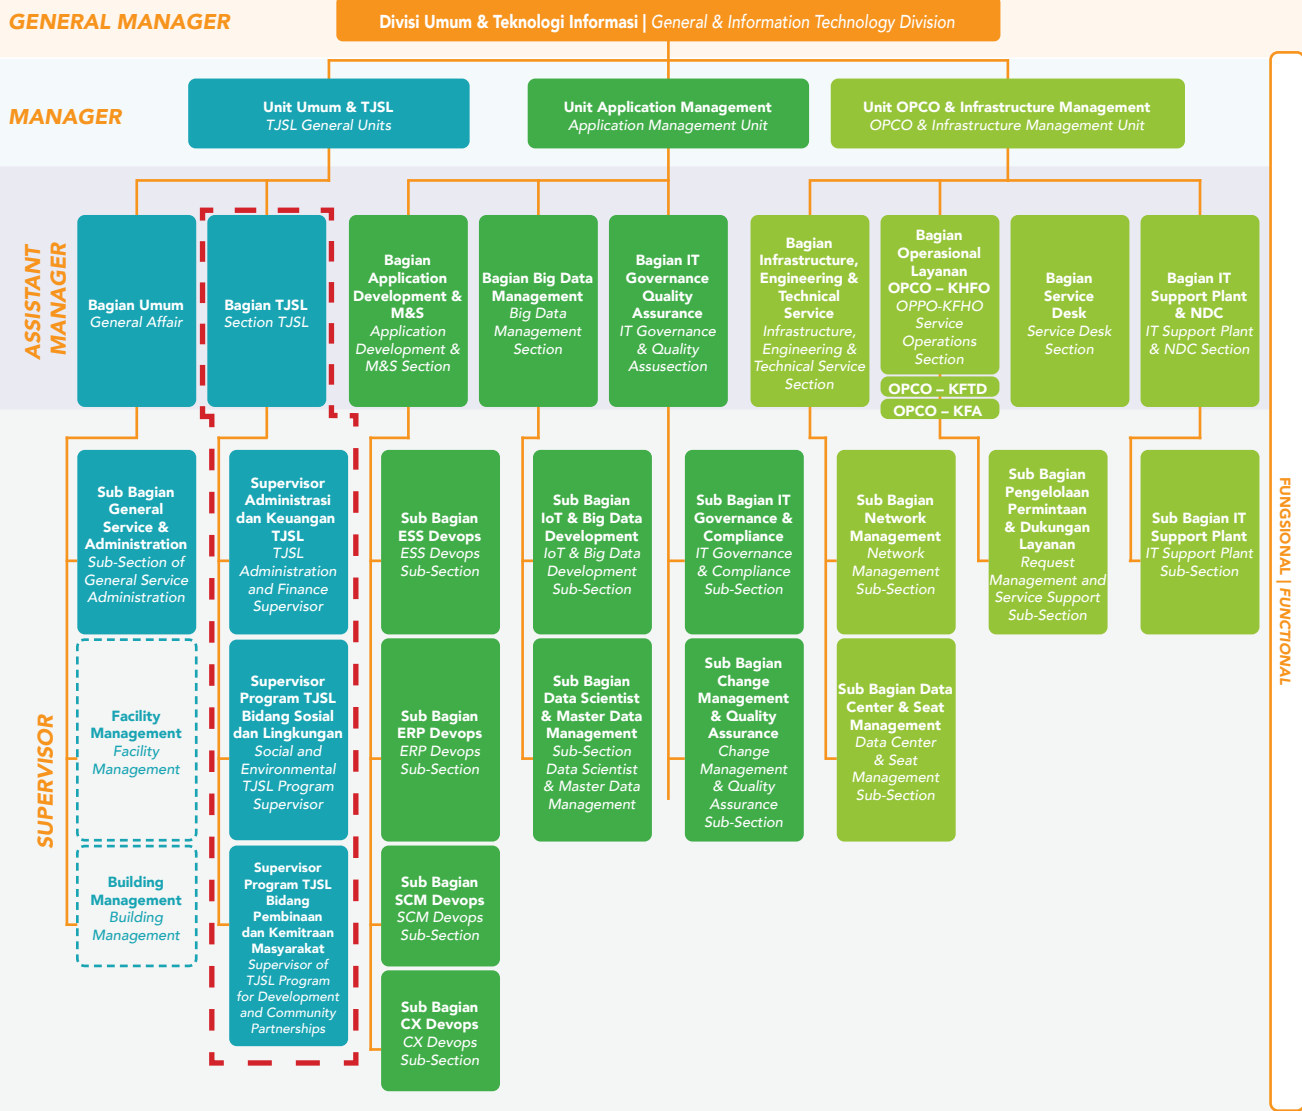 GENERAL MANAGER
Divisi Umum & Teknologi Informasi | General & Information Technology Division
MANAGER
Unit Umum & TJSL
TJSL General Units
Unit Application Management
Application Management Unit
Unit OPCO & Infrastructure Management
OPCO & Infrastructure Management Unit
ASSISTANT
MANAGER
Bagian Umum
General Affair
Bagian TJSL
Section TJSL
Bagian
Application
Development &
M&S
Application
Development &
M&S Section
Bagian Big Data
Management
Big Data
Management
Section
Bagian IT
Governance
Quality
Assurance
IT Governance
& Quality
Assusection
Bagian
Infrastructure,
Engineering &
Technical
Service
Infrastructure,
Engineering &
Technical Service
Section
Bagian
Operasional
Layanan
OPCO – KHFO
OPPO-KFHO
Service
Operations
Section
OPCO – KFTD
OPCO – KFA
Bagian
Service
Desk
Service Desk
Section
Bagian IT
Support Plant
& NDC
IT Support Plant
& NDC Section
SUPERVISOR
Sub Bagian
General
Service &
Administration
Sub-Section of
General Service
Administration
Facility
Management
Facility
Management
Building
Management
Building
Management
Supervisor
Administrasi
dan Keuangan
TJSL
TJSL
Administration
and Finance
Supervisor
Supervisor
Program TJSL
Bidang Sosial
dan Lingkungan
Social and
Environmental
TJSL Program
Supervisor
Supervisor
Program TJSL
Bidang
Pembinaan
dan Kemitraan
Masyarakat
Supervisor of
TJSL Program
for Development
and Community
Partnerships
Sub Bagian
ESS Devops
ESS Devops
Sub-Section
Sub Bagian
ERP Devops
ERP Devops
Sub-Section
Sub Bagian
SCM Devops
SCM Devops
Sub-Section
Sub Bagian
CX Devops
CX Devops
Sub-Section
Sub Bagian
IoT & Big Data
Development
IoT & Big Data
Development
Sub-Section
Sub Bagian
Data Scientist
& Master Data
Management
Sub-Section
Data Scientist
& Master Data
Management
Sub Bagian IT
Governance &
Compliance
IT Governance
& Compliance
Sub-Section
Sub Bagian
Change
Management
& Quality
Assurance
Change
Management
& Quality
Assurance
Sub-Section
Sub Bagian
Network
Management
Network
Management
Sub-Section
Sub Bagian Data
Center & Seat
Management
Data Center
& Seat
Management
Sub-Section
Sub Bagian
Pengelolaan
Permintaan
& Dukungan
Layanan
Request
Management and
Service Support
Sub-Section
Sub Bagian IT
Support Plant
IT Support Plant
Sub-Section
FUNGSIONAL | FUNCTIONAL